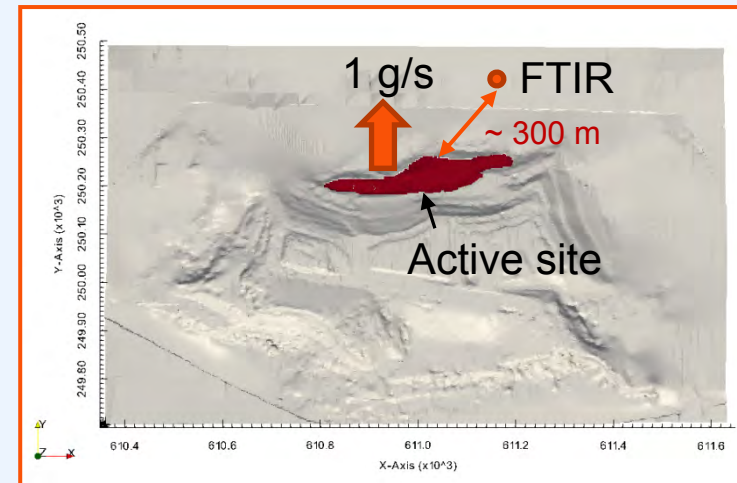 1 g/s
FTIR
~ 300 m
Active site
Y-Axis (x10^3)
250.50
250.40
250.30
250.20
250.10
250.00
249.90
249.80
610.4
610.6
610.8
611.0
611.2
611.4
611.6
X-Axis (x10^3)
Y
Z
X